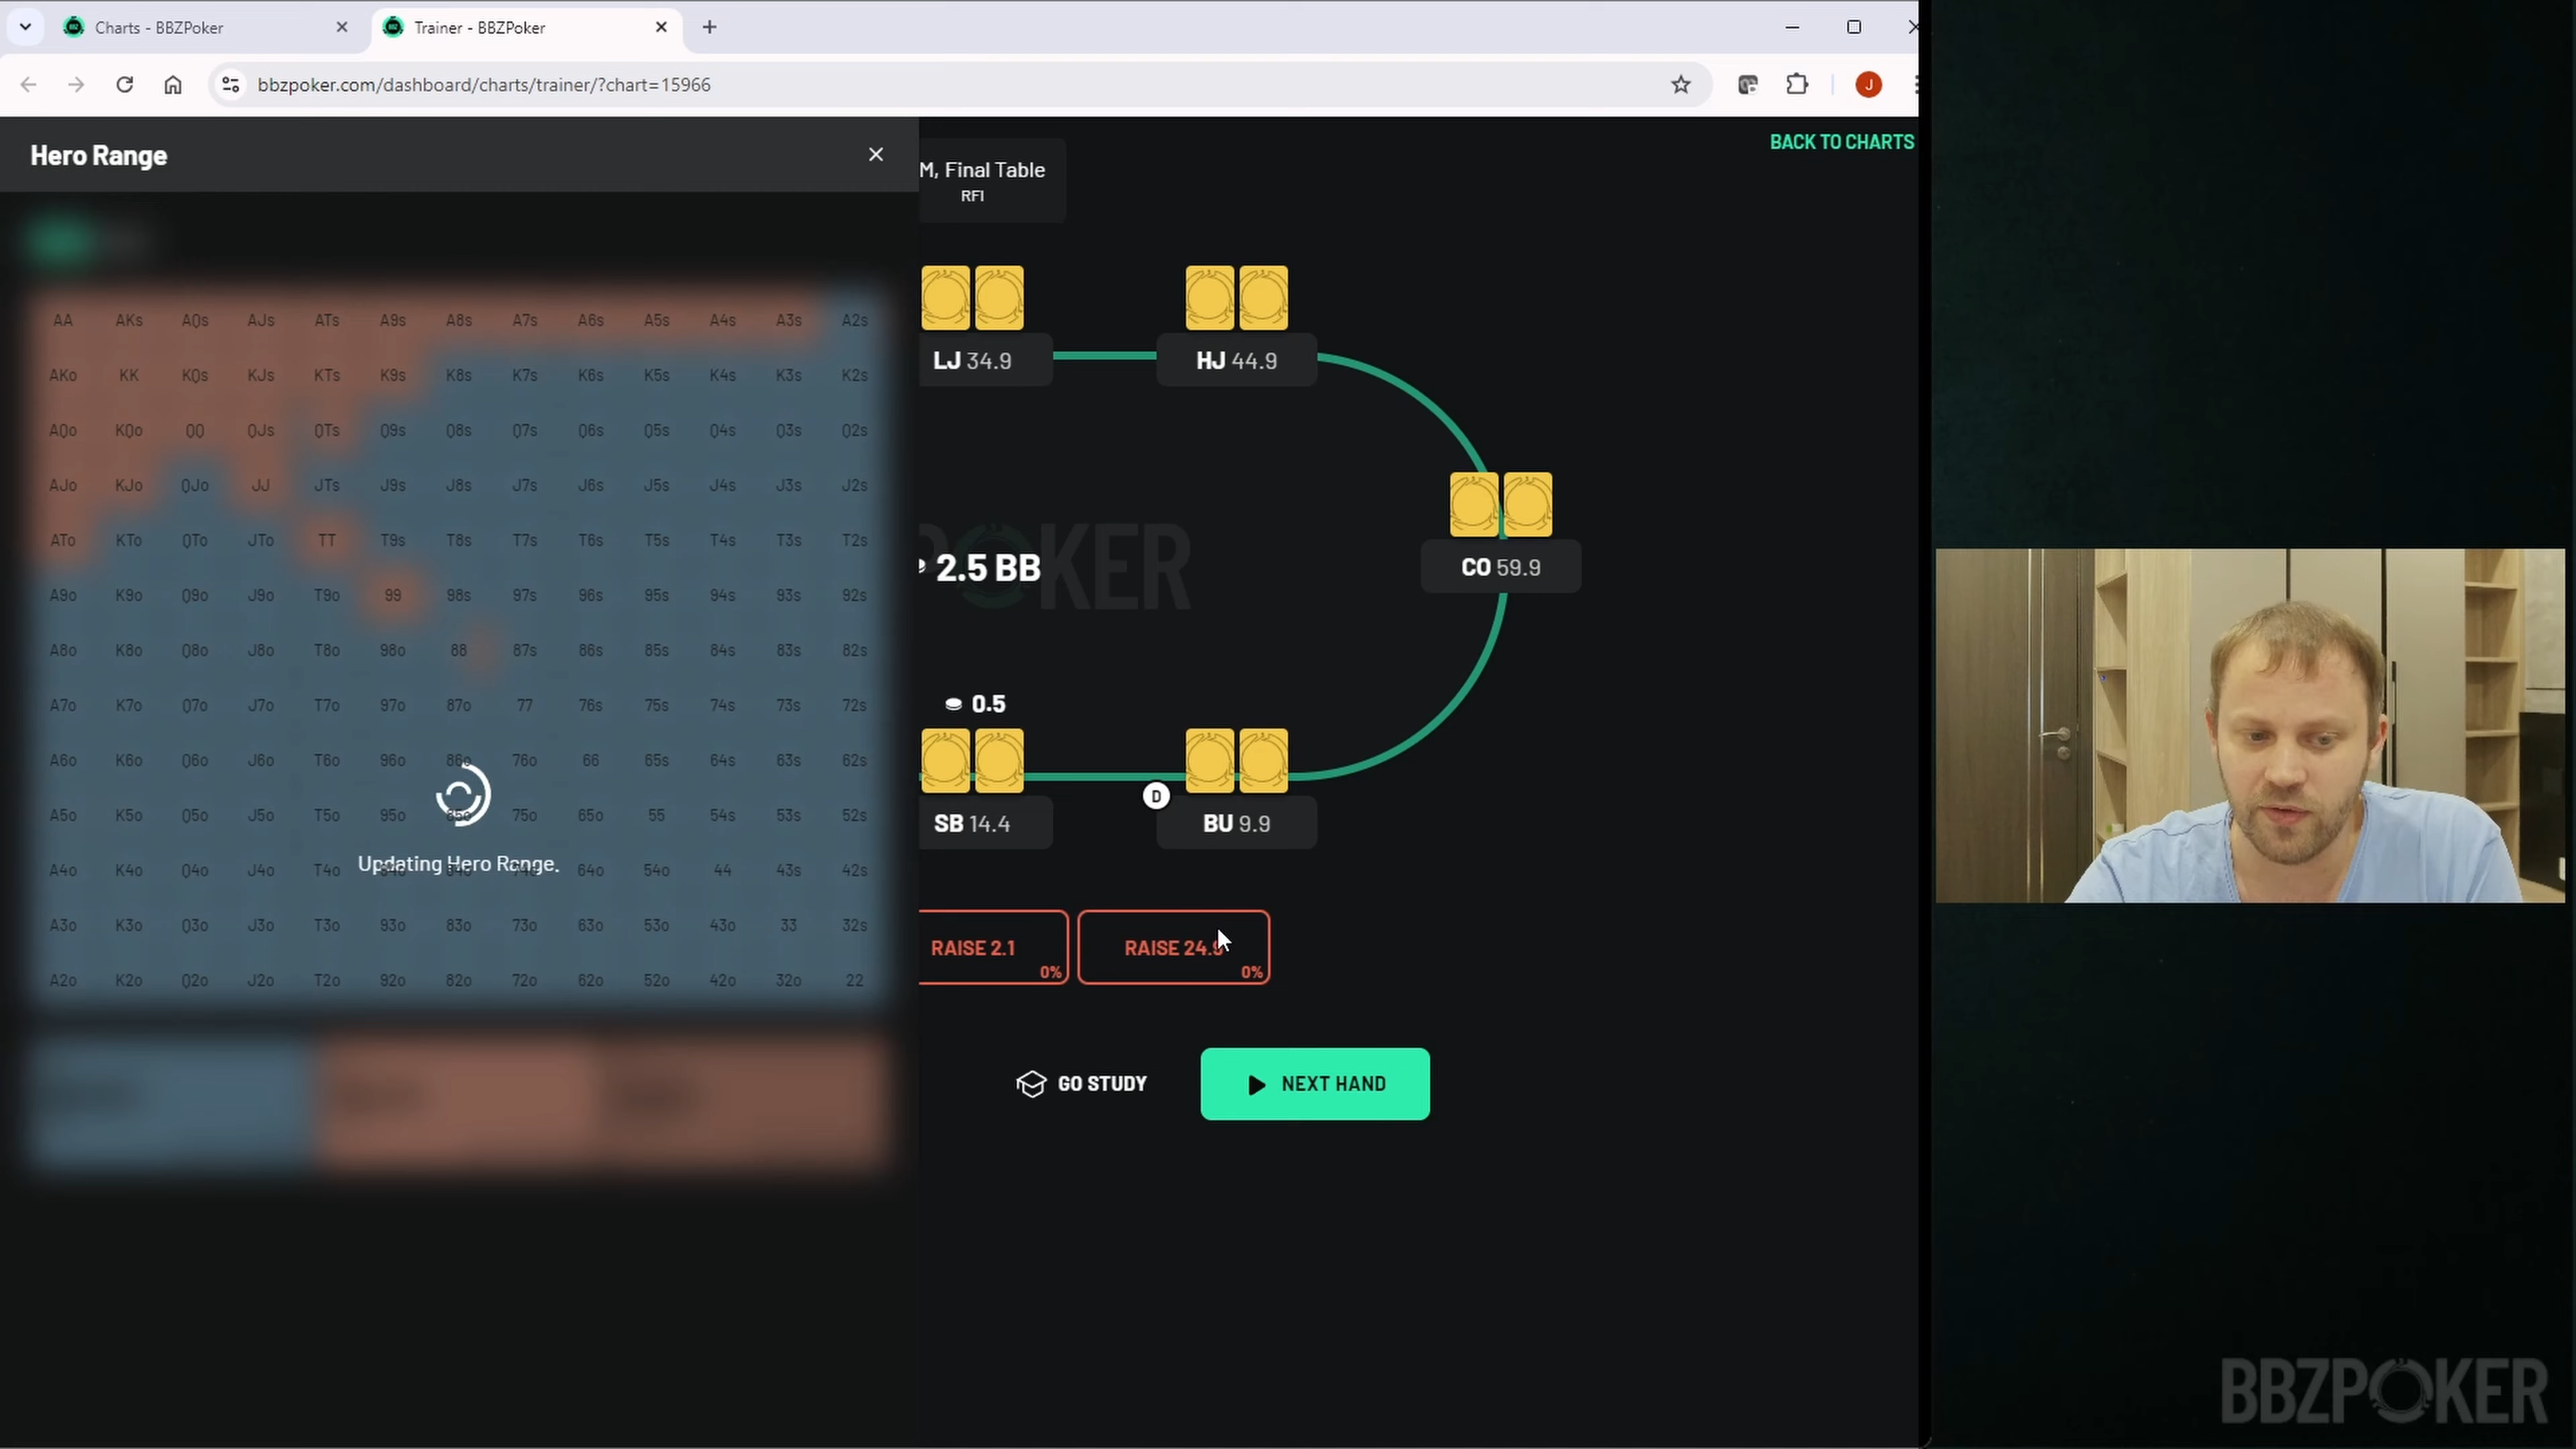 Charts - BBZPoker
Trainer - BBZPoker
bbzpoker.com/dashboard/charts/trainer/?chart=15966
J
Hero Range
BACK TO CHARTS
M, Final Table
RFI
AA AKs AQs AJs ATs A9s A8s A7s A6s A5s A4s A3s A2s
AKo KK KQs KJs KTs K9s K8s K7s K6s K5s K4s K3s K2s
AQo KQo QQ QJs QTs Q9s Q8s Q7s Q6s Q5s Q4s Q3s Q2s
AJo KJo QJo JJ JTs J9s J8s J7s J6s J5s J4s J3s J2s
ATo KTo QTo JTo TT T9s T8s T7s T6s T5s T4s T3s T2s
A9o K9o Q9o J9o T9o 99 98s 97s 96s 95s 94s 93s 92s
A8o K8o Q8o J8o T8o 98o 88 87s 86s 85s 84s 83s 82s
A7o K7o Q7o J7o T7o 97o 87o 77 76s 75s 74s 73s 72s
A6o K6o Q6o J6o T6o 96o 86o 76o 66 65s 64s 63s 62s
A5o K5o Q5o J5o T5o 95o 85o 75o 65o 55 54s 53s 52s
A4o K4o Q4o J4o T4o 64o 54o 44 43s 42s
Updating Hero Range.
A3o K3o Q3o J3o T3o 93o 83o 73o 63o 53o 43o 33 32s
A2o K2o Q2o J2o T2o 92o 82o 72o 62o 52o 42o 32o 22
LJ 34.9
HJ 44.9
CO 59.9
KER
2.5 BB
0.5
D
SB 14.4
BU 9.9
RAISE 2.1
0%
RAISE 24.9
0%
GO STUDY
NEXT HAND
BBZPOKER